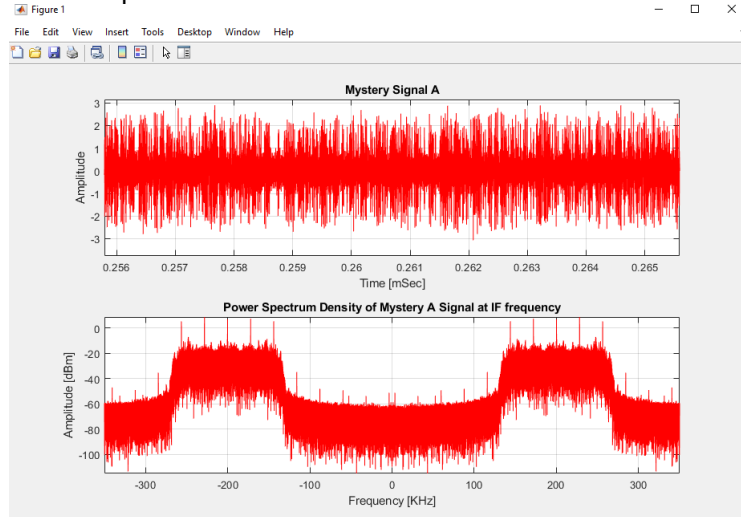 Figure 1
File Edit View Insert Tools Desktop Window Help
Mystery Signal A
3
2
1
0
-1
-2
-3
Amplitude
0.256 0.257 0.258 0.259 0.26 0.261 0.262 0.263 0.264 0.265
Time [mSec]
Power Spectrum Density of Mystery A Signal at IF frequency
0
-20
-40
-60
-80
-100
Amplitude [dBm]
-300 -200 -100 0 100 200 300
Frequency [KHz]